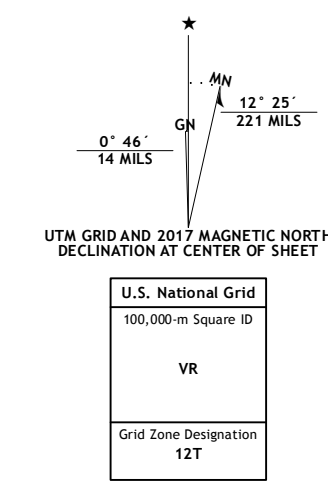 ★
MN
12° 25´
221 MILS
GN
0° 46´
14 MILS
UTM GRID AND 2017 MAGNETIC NORTH
DECLINATION AT CENTER OF SHEET
U.S. National Grid
100,000-m Square ID
VR
Grid Zone Designation
12T